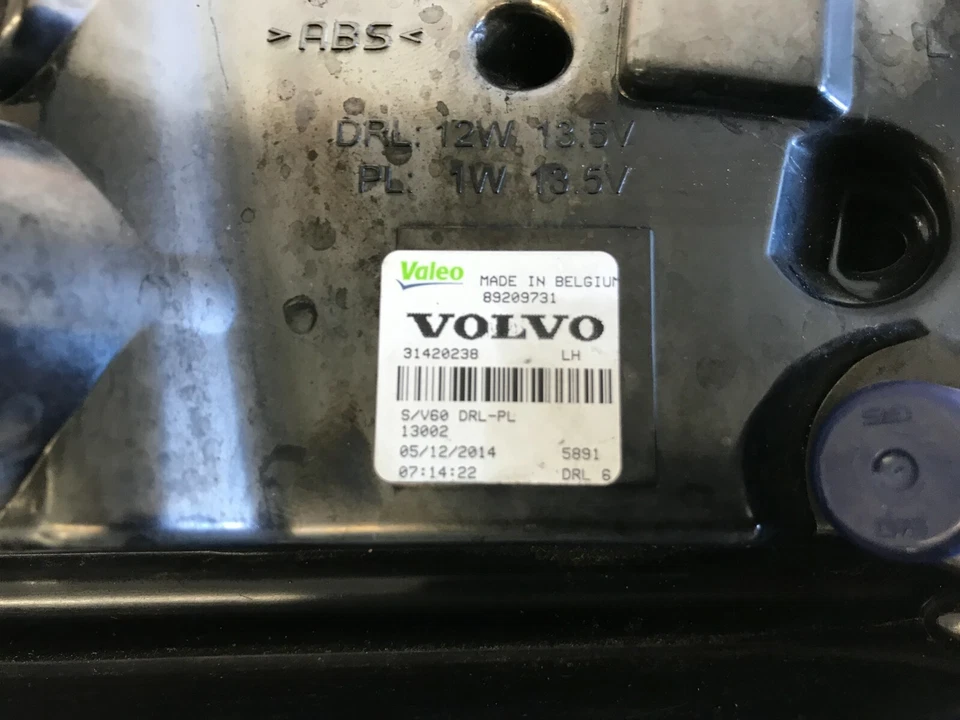 >ABS<
DRL: 12W 13.5V
PL: 1W 13.5V
Valeo MADE IN BELGIUM
89209731
VOLVO
31420238 LH
S/V60 DRL-PL
13002
05/12/2014 5891
07:14:22 DRL 6